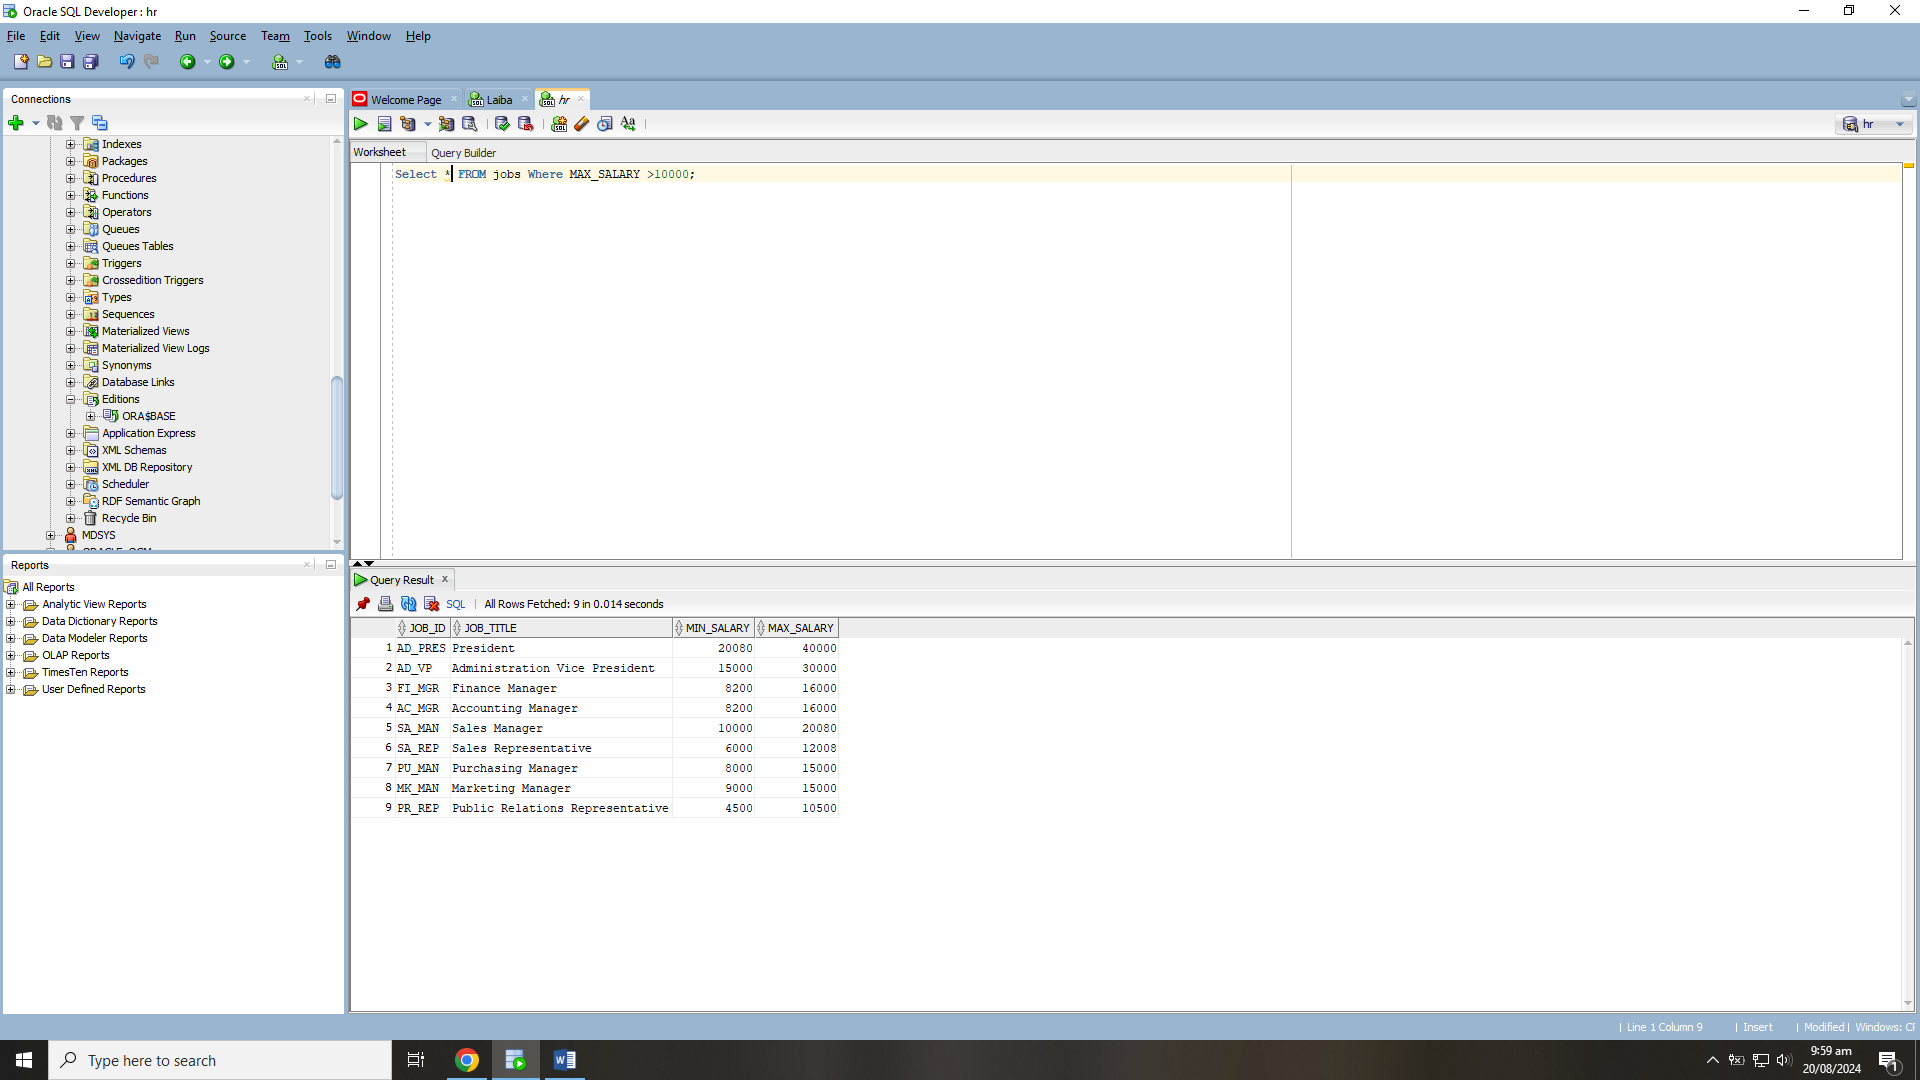 Oracle SQL Developer : hr
File Edit View Navigate Run Source Team Tools Window Help
Connections
Indexes
Packages
Procedures
Functions
Operators
Queues
Queues Tables
Triggers
Crossedition Triggers
Types
Sequences
Materialized Views
Materialized View Logs
Synonyms
Database Links
Editions
ORA$BASE
Application Express
XML Schemas
XML DB Repository
Scheduler
RDF Semantic Graph
Recycle Bin
MDSYS
Reports
All Reports
Analytic View Reports
Data Dictionary Reports
Data Modeler Reports
OLAP Reports
TimesTen Reports
User Defined Reports
Welcome Page Laiba hr
hr
Worksheet Query Builder
Select * FROM jobs Where MAX_SALARY >10000;
Query Result
SQL | All Rows Fetched: 9 in 0.014 seconds
JOB_ID JOB_TITLE MIN_SALARY MAX_SALARY
1 AD_PRES President 20080 40000
2 AD_VP Administration Vice President 15000 30000
3 FI_MGR Finance Manager 8200 16000
4 AC_MGR Accounting Manager 8200 16000
5 SA_MAN Sales Manager 10000 20080
6 SA_REP Sales Representative 6000 12008
7 PU_MAN Purchasing Manager 8000 15000
8 MK_MAN Marketing Manager 9000 15000
9 PR_REP Public Relations Representative 4500 10500
| Line 1 Column 9 | Insert | Modified | Windows: CF
Type here to search
9:59 am
20/08/2024
1